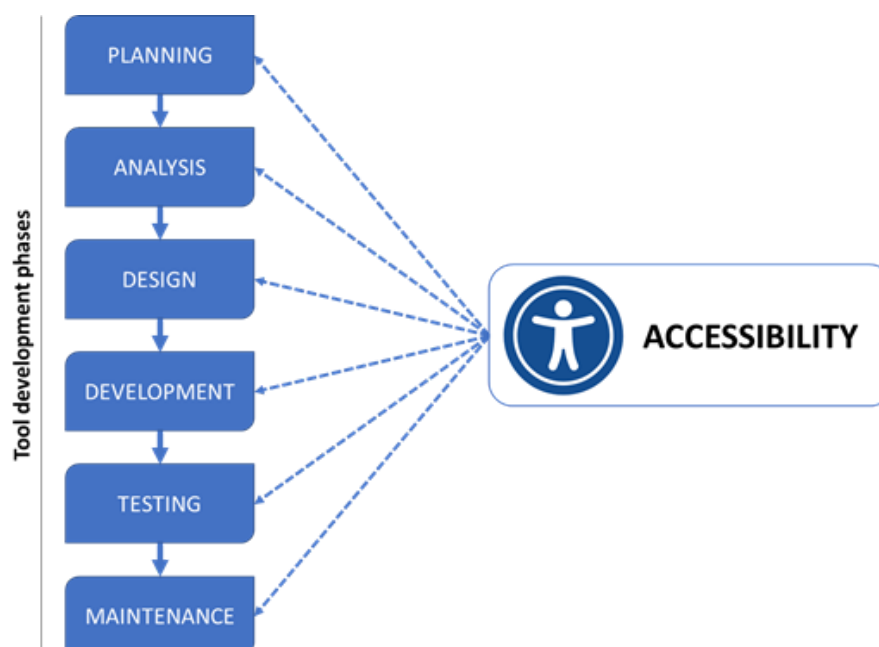 Tool development phases
PLANNING
ANALYSIS
DESIGN
DEVELOPMENT
TESTING
MAINTENANCE
ACCESSIBILITY